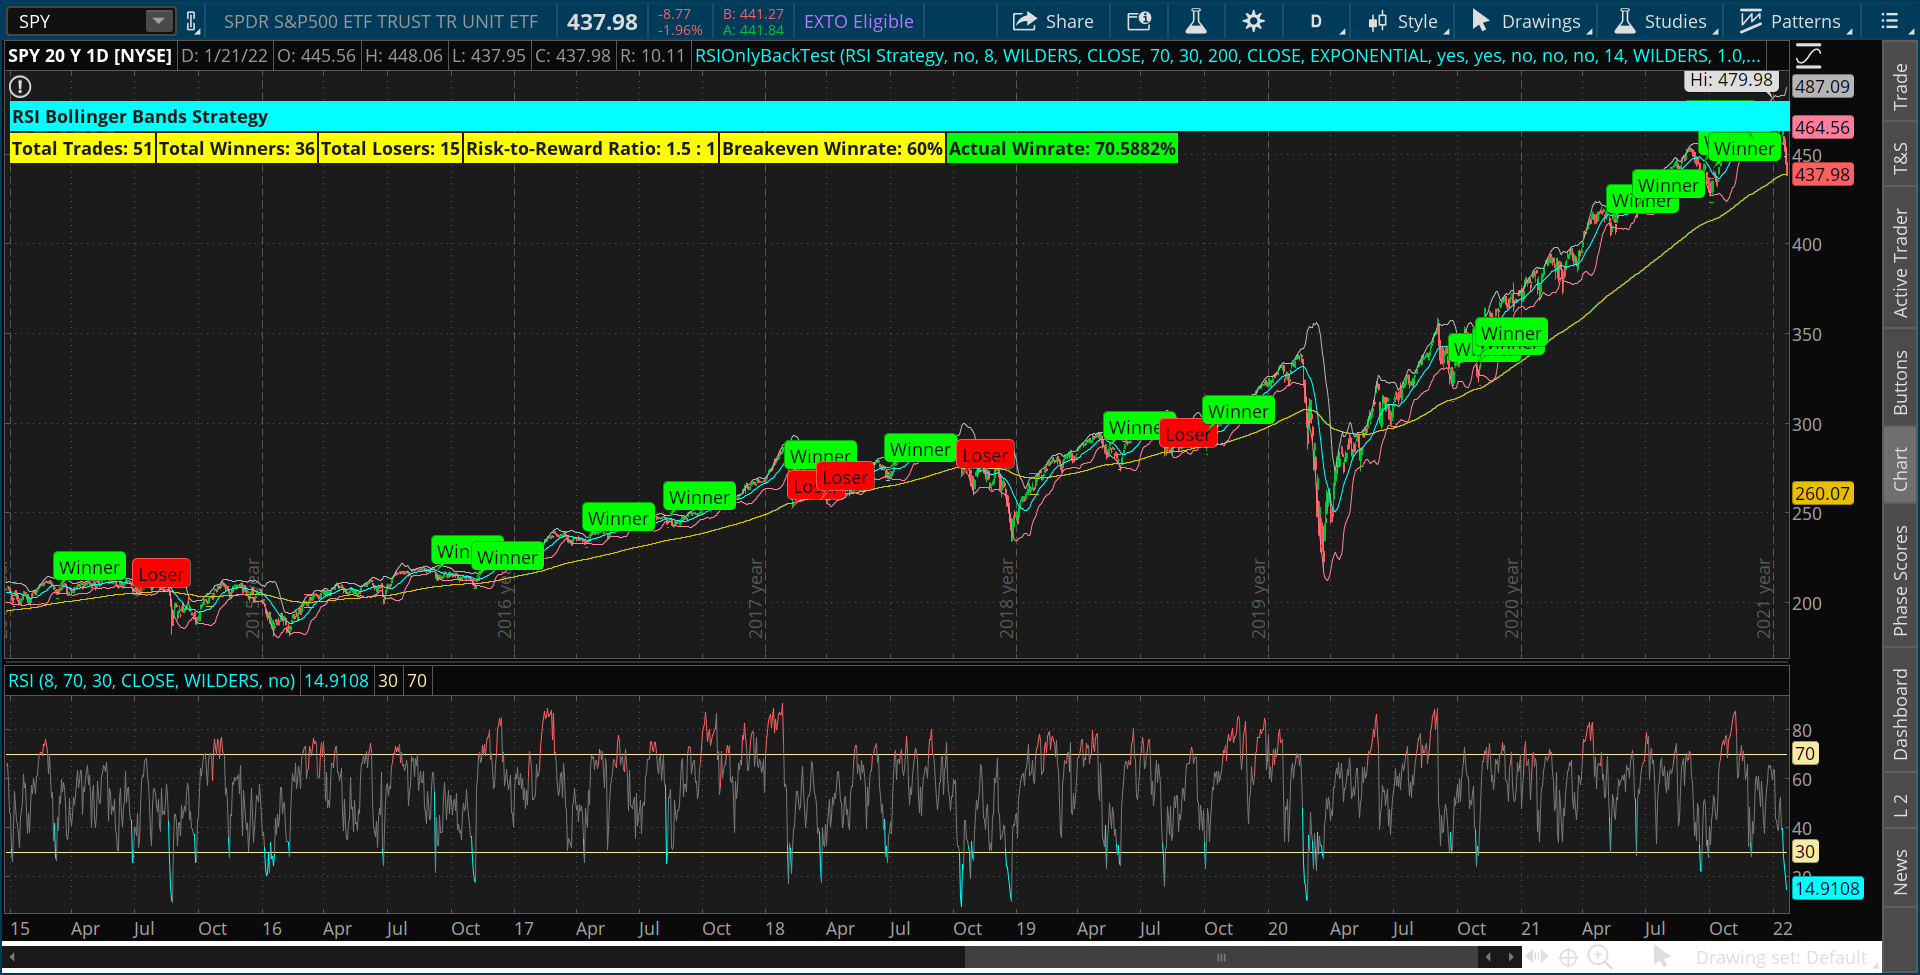 SPY SPDR S&P500 ETF TRUST TR UNIT ETF 437.98 -8.77 -1.96% B: 441.27 A: 441.84 EXTO Eligible Share D Style Drawings Studies Patterns
SPY 20 Y 1D [NYSE] D: 1/21/22 O: 445.56 H: 448.06 L: 437.95 C: 437.98 R: 10.11 RSIOnlyBackTest (RSI Strategy, no, 8, WILDERS, CLOSE, 70, 30, 200, CLOSE, EXPONENTIAL, yes, yes, no, no, no, 14, WILDERS, 1.0,...
Hi: 479.98
487.09
RSI Bollinger Bands Strategy
464.56
Total Trades: 51 Total Winners: 36 Total Losers: 15 Risk-to-Reward Ratio: 1.5 : 1 Breakeven Winrate: 60% Actual Winrate: 70.5882%
Winner
450
437.98
Winner
Winner
400
Winner
350
Winner
300
Winner
Winner
Loser
Winner
Loser
Winner
Loser
260.07
Winner
250
Winner
Winner
Winner
Loser
200
2016 year
2017 year
2018 year
2019 year
2020 year
2021 year
RSI (8, 70, 30, CLOSE, WILDERS, no) 14.9108 30 70
80
70
60
40
30
14.9108
15 Apr Jul Oct 16 Apr Jul Oct 17 Apr Jul Oct 18 Apr Jul Oct 19 Apr Jul Oct 20 Apr Jul Oct 21 Apr Jul Oct 22
Drawing set: Default
Trade
T&S
Active Trader
Buttons
Chart
Phase Scores
Dashboard
L 2
News